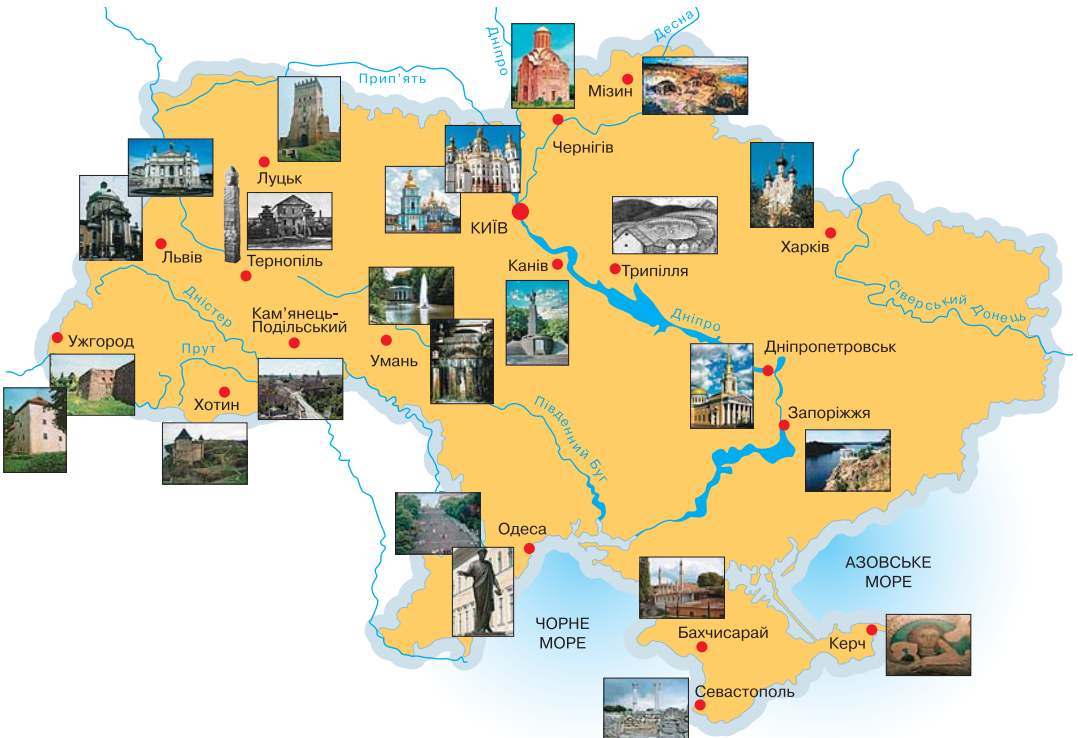 Дніпро
Десна
Прип'ять
Мізин
Чернігів
Луцьк
КИЇВ
Харків
Львів
Тернопіль
Канів
Трипілля
Сіверський Донець
Дністер
Кам'янець-
Подільський
Дніпро
Ужгород
Прут
Умань
Дніпропетровськ
Хотин
Запоріжжя
Південний Буг
Одеса
АЗОВСЬКЕ
МОРЕ
ЧОРНЕ
МОРЕ
Бахчисарай
Керч
Севастополь